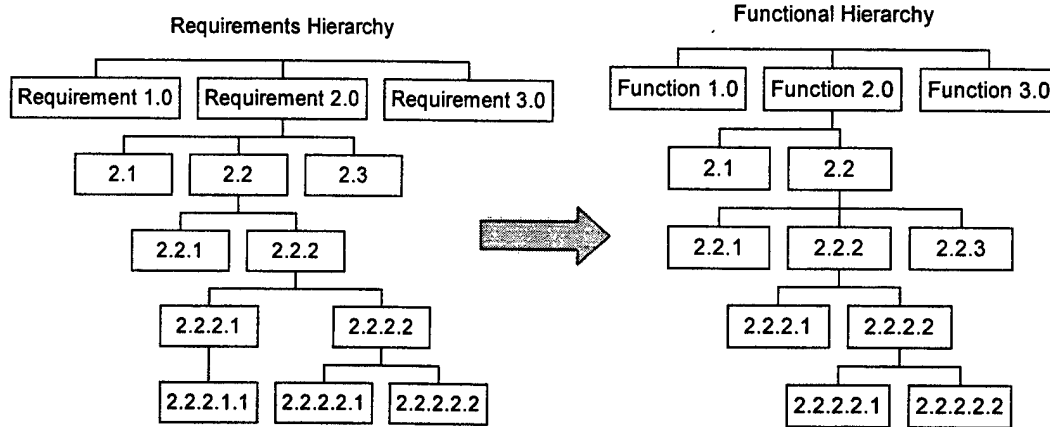 Requirements Hierarchy
Requirement 1.0 Requirement 2.0 Requirement 3.0
2.1 2.2 2.3
2.2.1 2.2.2
2.2.2.1 2.2.2.2
2.2.2.1.1 2.2.2.2.1 2.2.2.2.2
Functional Hierarchy
Function 1.0 Function 2.0 Function 3.0
2.1 2.2
2.2.1 2.2.2 2.2.3
2.2.2.1 2.2.2.2
2.2.2.2.1 2.2.2.2.2